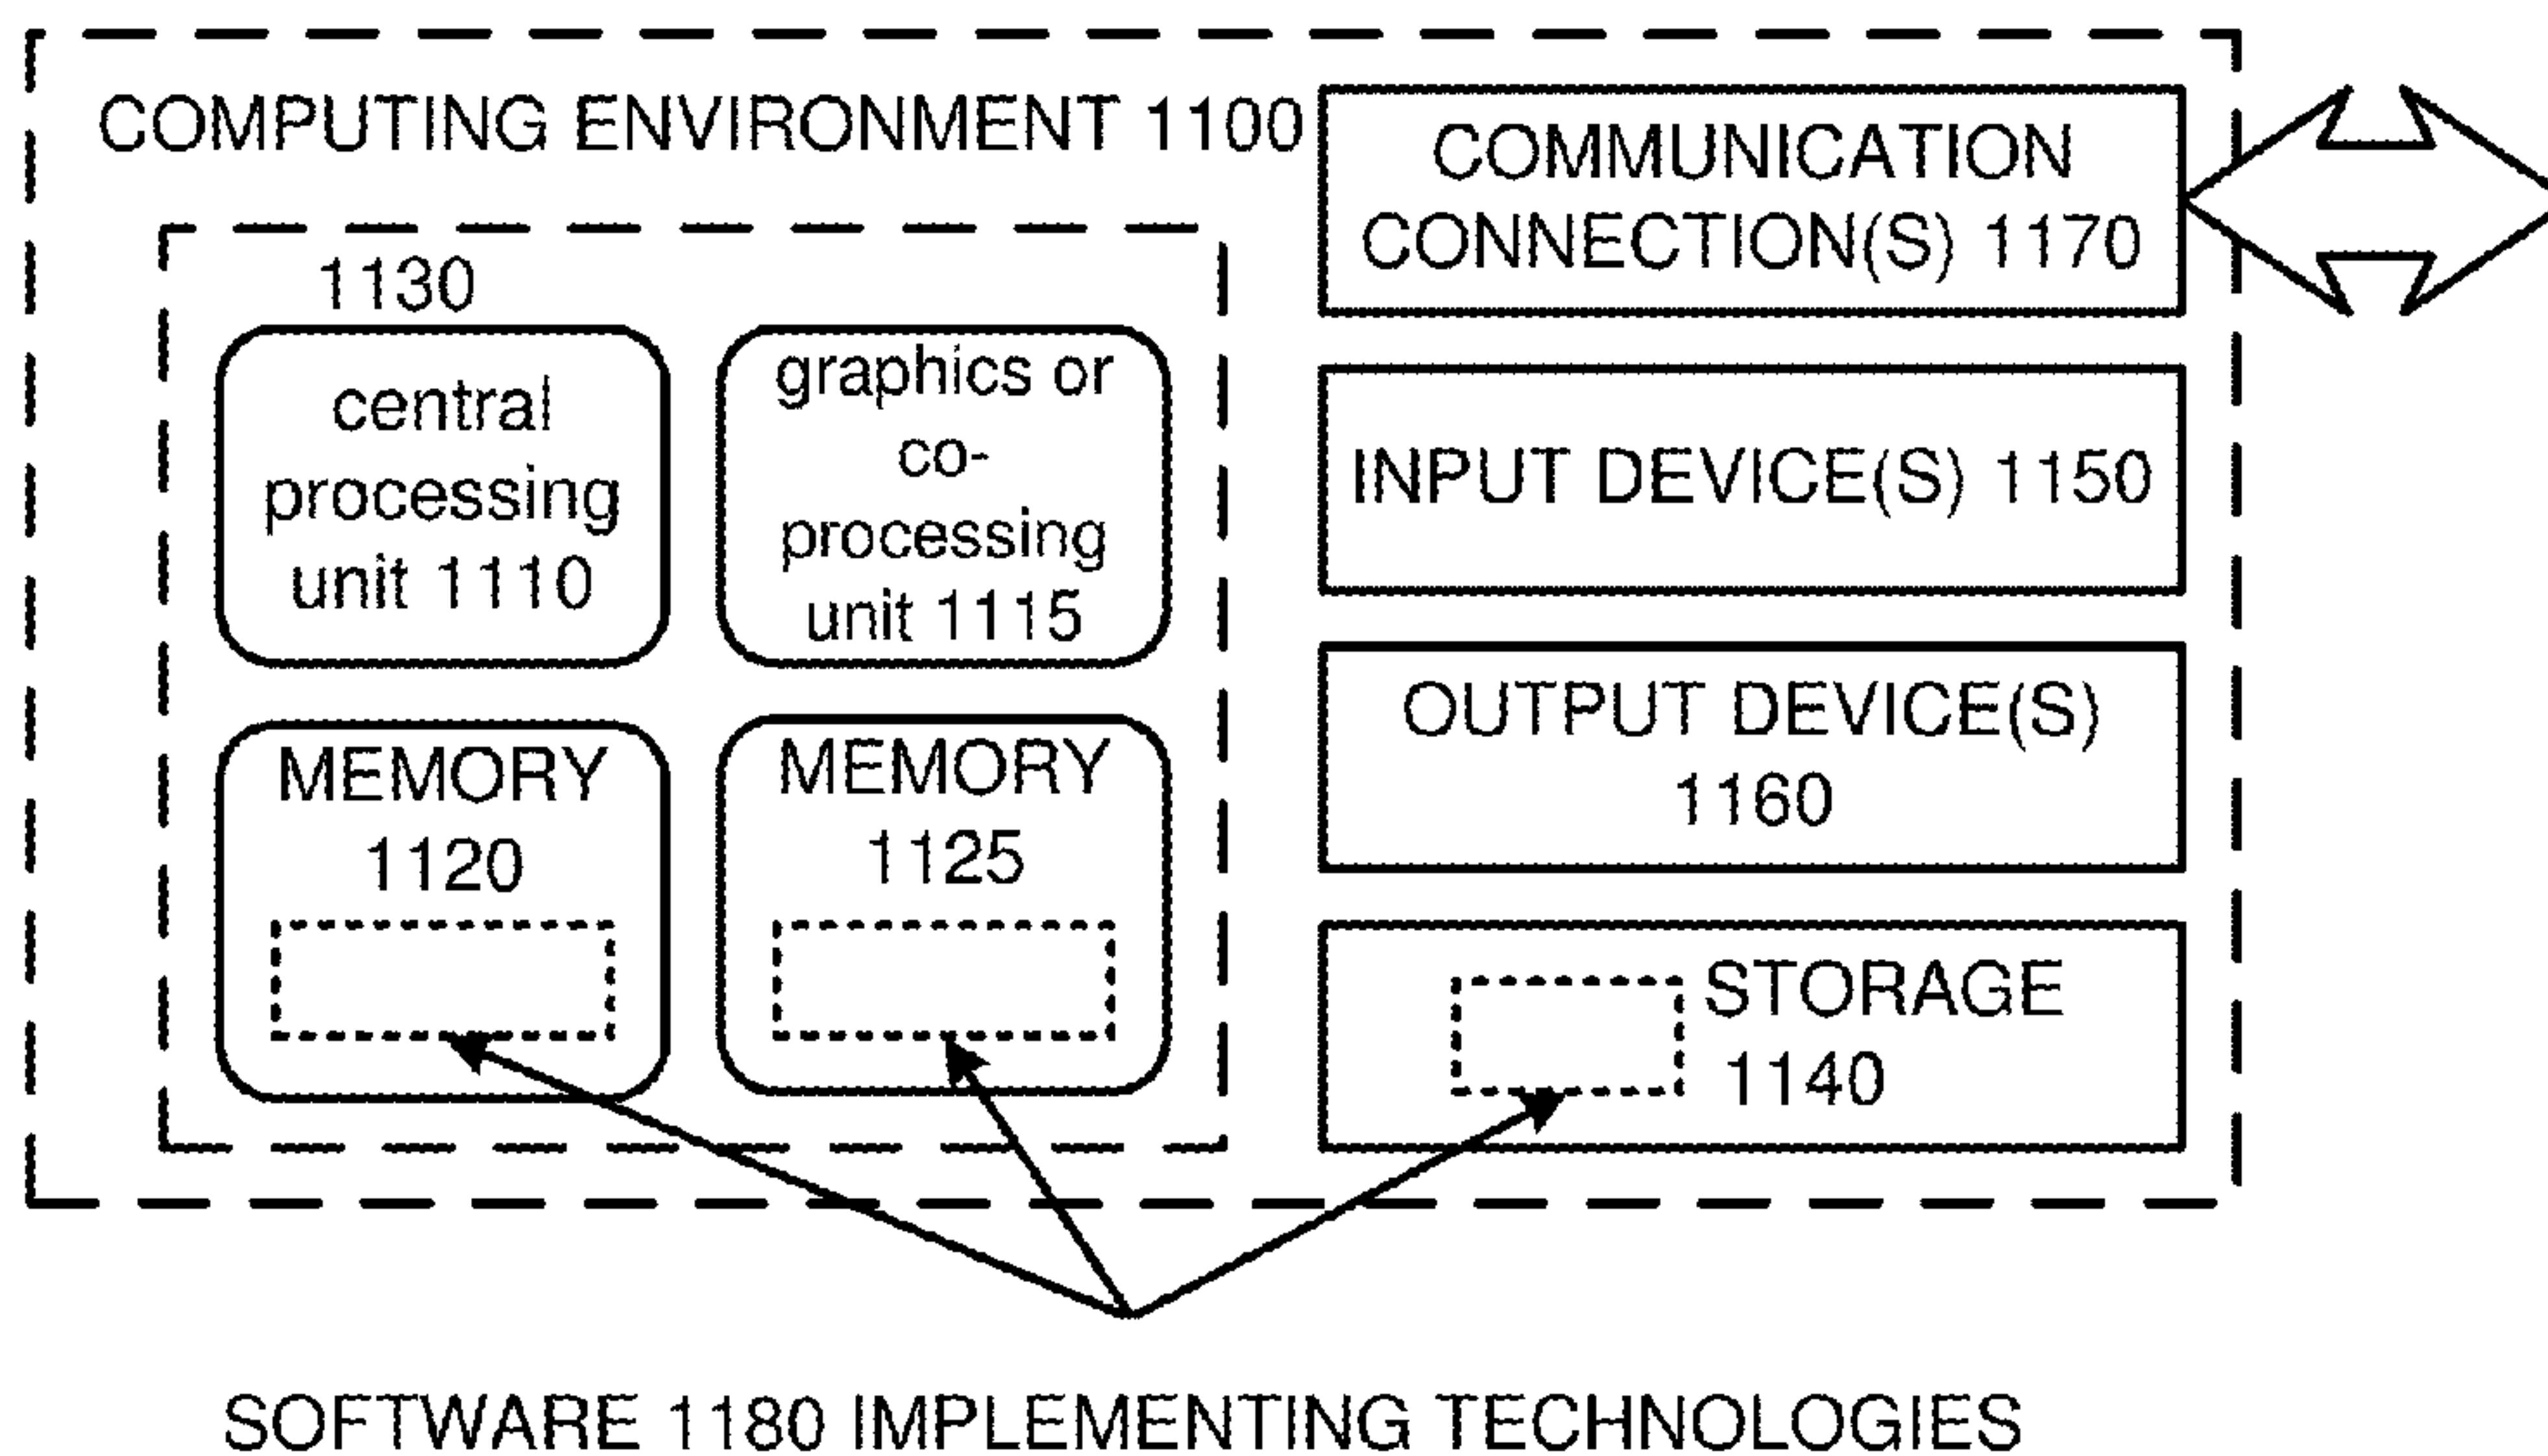 COMPUTING ENVIRONMENT 1100
1130
central
processing
unit 1110
graphics or
co-
processing
unit 1115
MEMORY
1120
MEMORY
1125
COMMUNICATION
CONNECTION(S) 1170
INPUT DEVICE(S) 1150
OUTPUT DEVICE(S)
1160
STORAGE
1140
SOFTWARE 1180 IMPLEMENTING TECHNOLOGIES